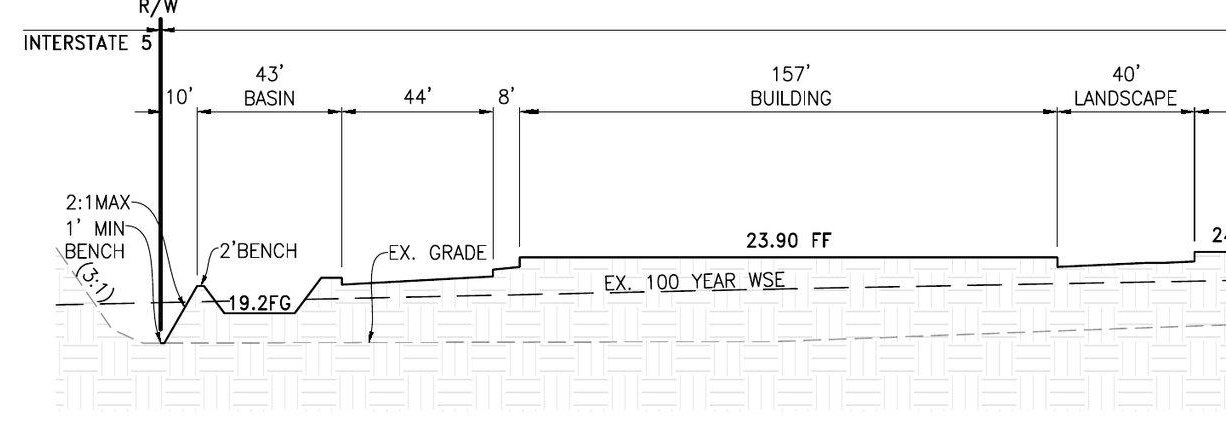 R/W
INTERSTATE 5
10'
43'
BASIN
44'
8'
157'
BUILDING
40'
LANDSCAPE
2:1MAX
1' MIN
BENCH
(3:1)
2'BENCH
19.2FG
EX. GRADE
23.90 FF
EX. 100 YEAR WSE